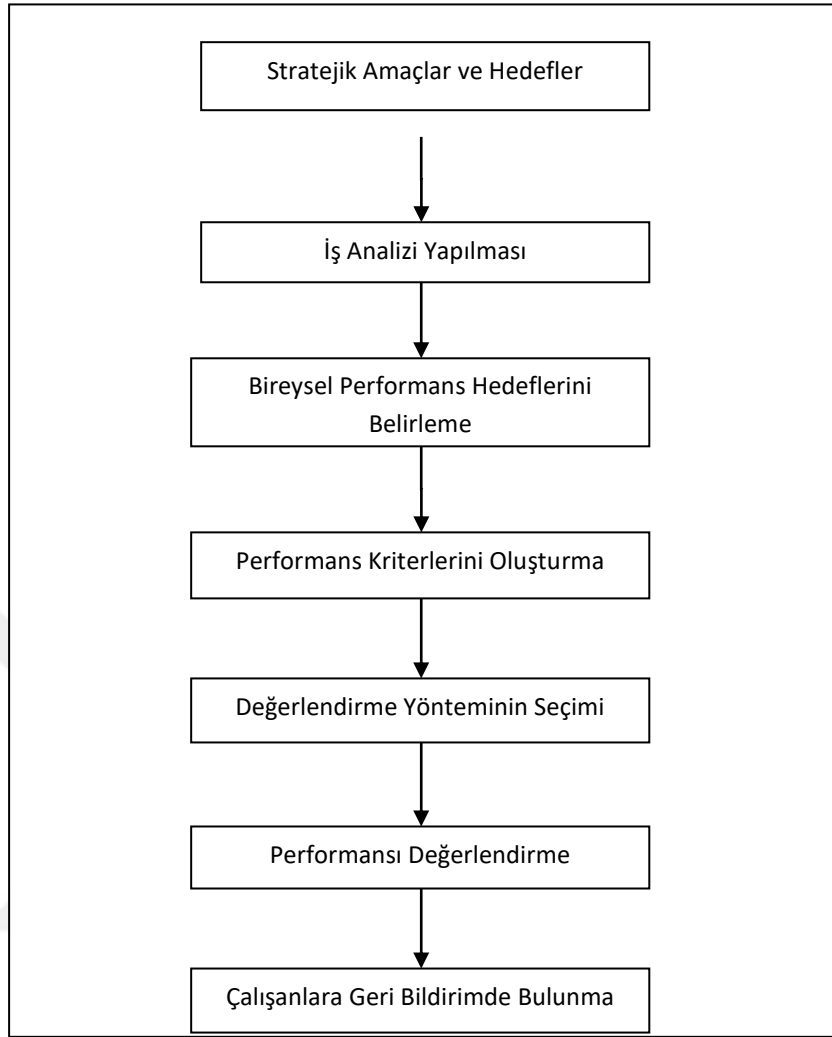 Stratejik Amaçlar ve Hedefler
İş Analizi Yapılması
Bireysel Performans Hedeflerini
Belirleme
Performans Kriterlerini Oluşturma
Değerlendirme Yönteminin Seçimi
Performansı Değerlendirme
Çalışanlara Geri Bildirimde Bulunma